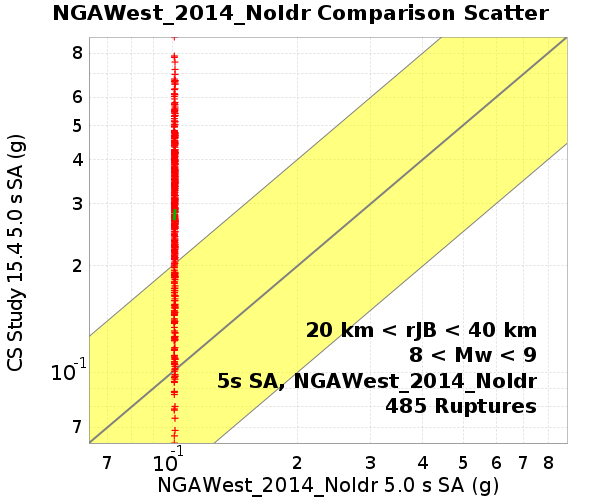 NGAWest_2014_NoIdr Comparison Scatter
CS Study 15.4 5.0 s SA (g)
8
6
5
4
3
2
10-1
7
20 km < rJB < 40 km
8 < Mw < 9
5s SA, NGAWest_2014_NoIdr
485 Ruptures
7 10-1 2 3 4 5 6 7 8
NGAWest_2014_NoIdr 5.0 s SA (g)